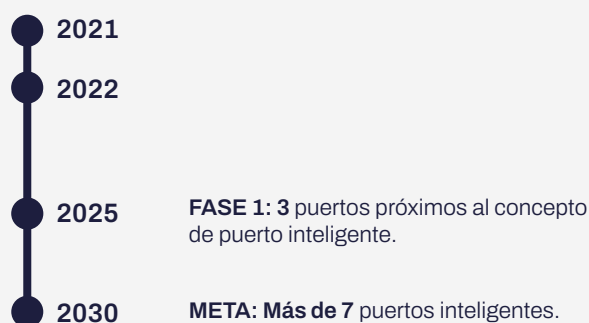 2021
2022
2025
FASE 1: 3 puertos próximos al concepto
de puerto inteligente.
2030
META: Más de 7 puertos inteligentes.